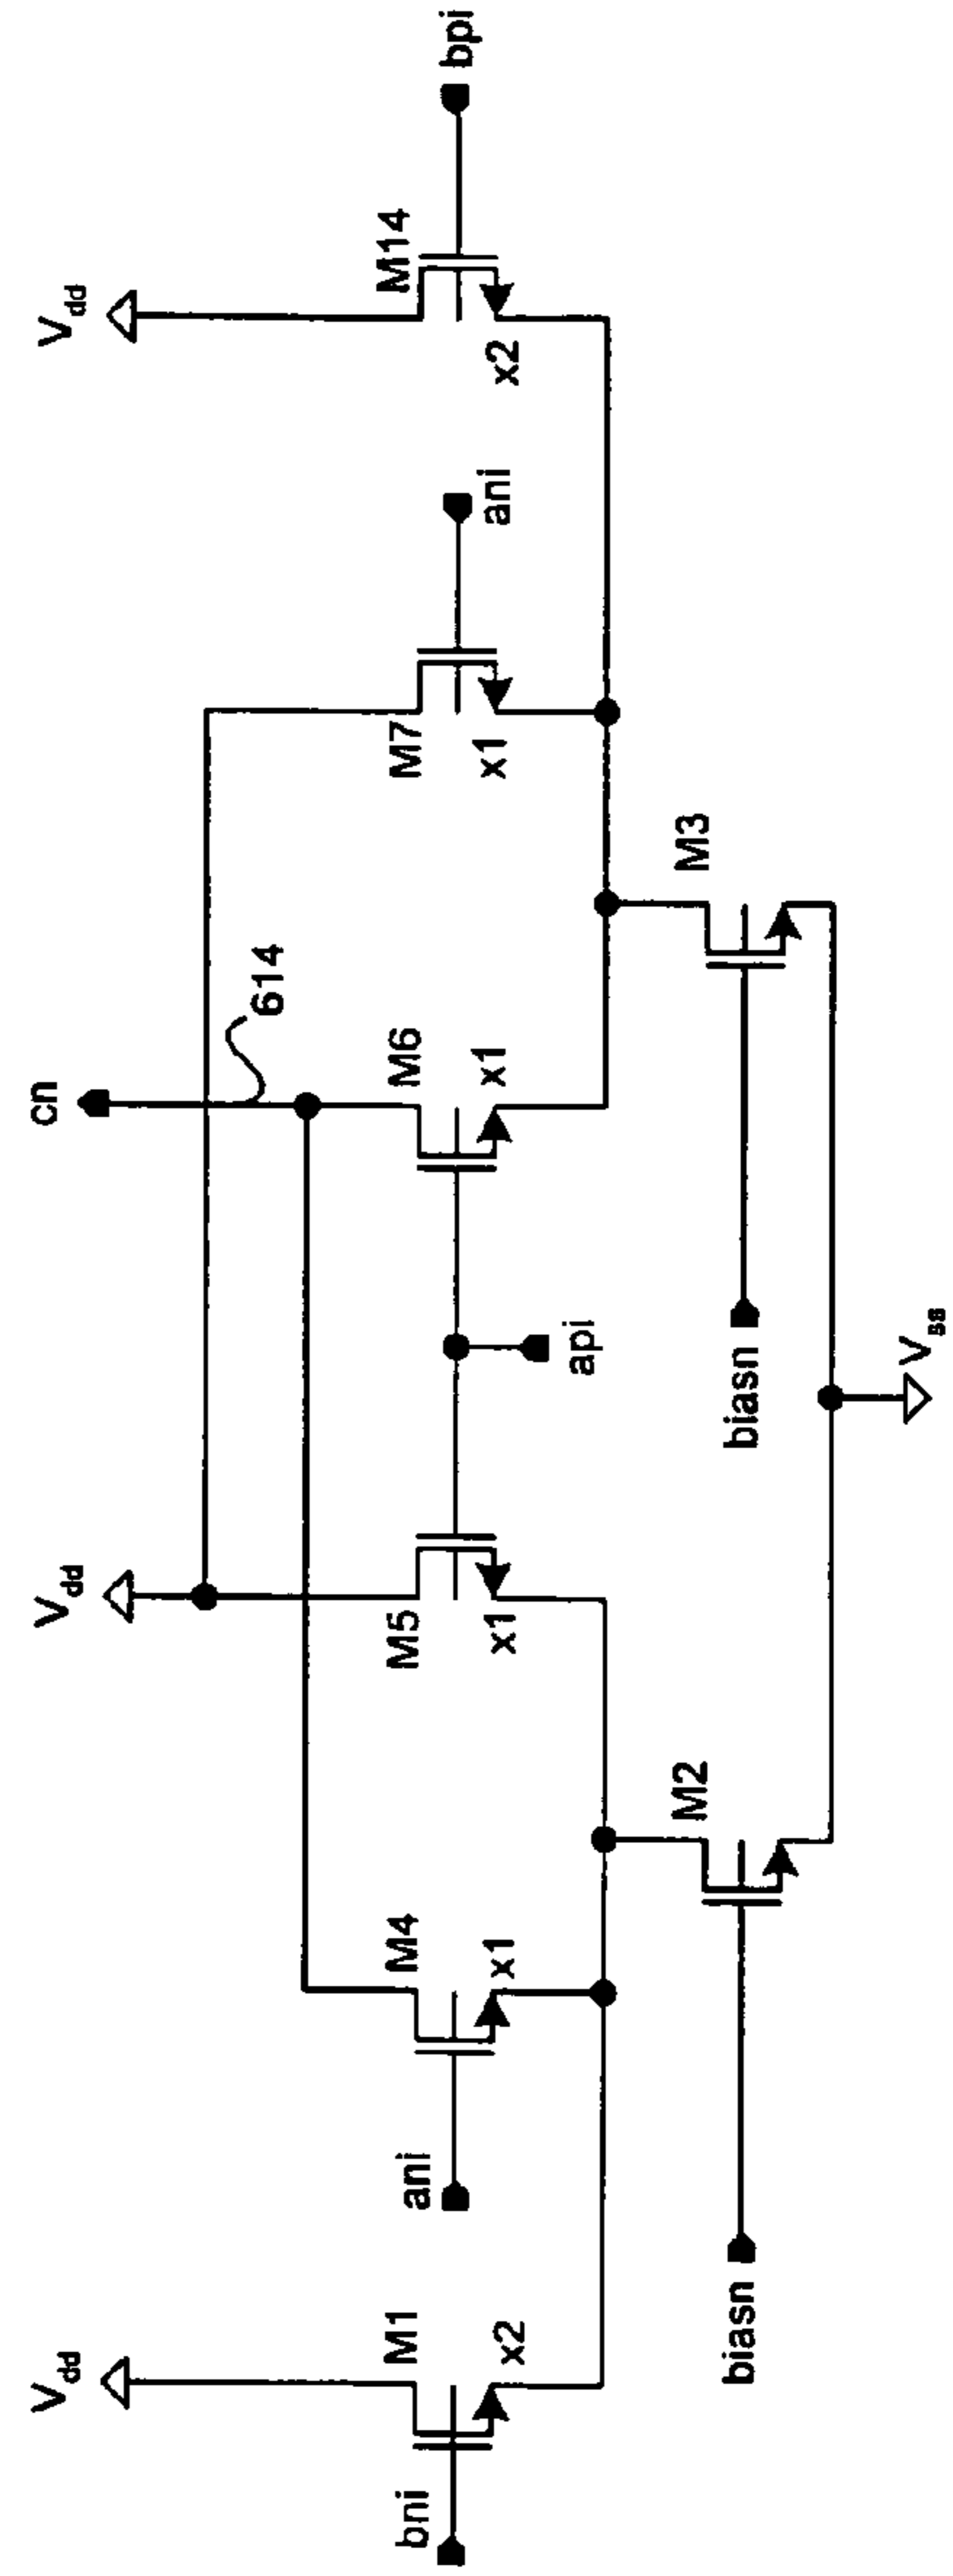 Vdd
Vdd
cn
Vdd
614
M1
M4
M5
M6
M7
M14
bni
x2
ani
x1
x1
api
x1
x1
ani
x2
bpi
M2
M3
biasn
biasn
Vss